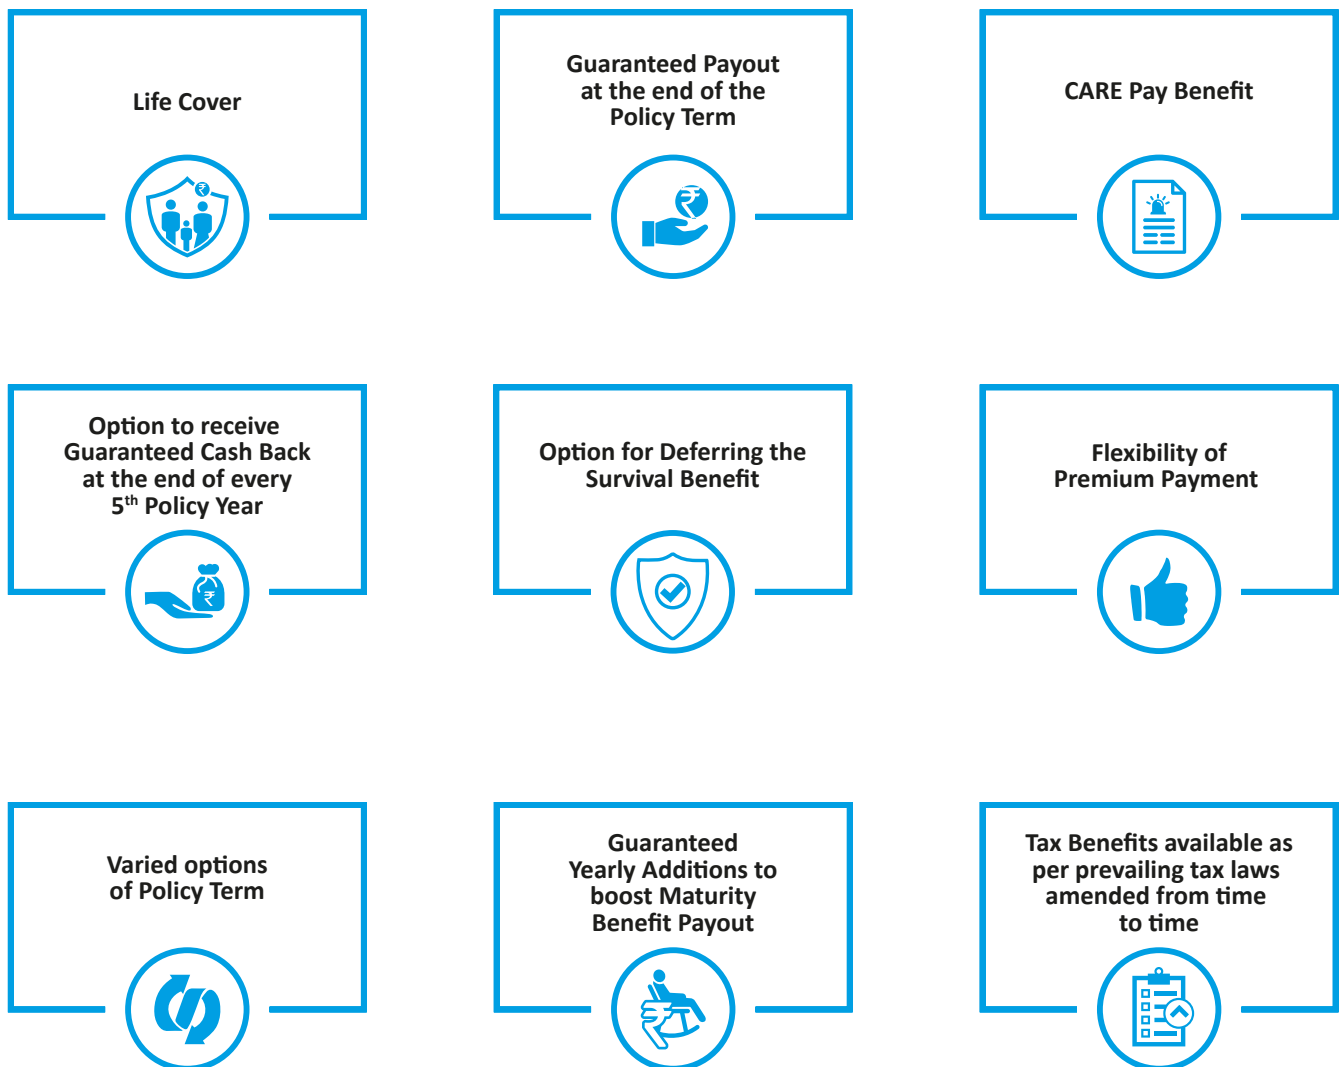 Life Cover
Guaranteed Payout
at the end of the
Policy Term
CARE Pay Benefit
Option to receive
Guaranteed Cash Back
at the end of every
5th Policy Year
Option for Deferring the
Survival Benefit
Flexibility of
Premium Payment
Varied options
of Policy Term
Guaranteed
Yearly Additions to
boost Maturity
Benefit Payout
Tax Benefits available as
per prevailing tax laws
amended from time
to time